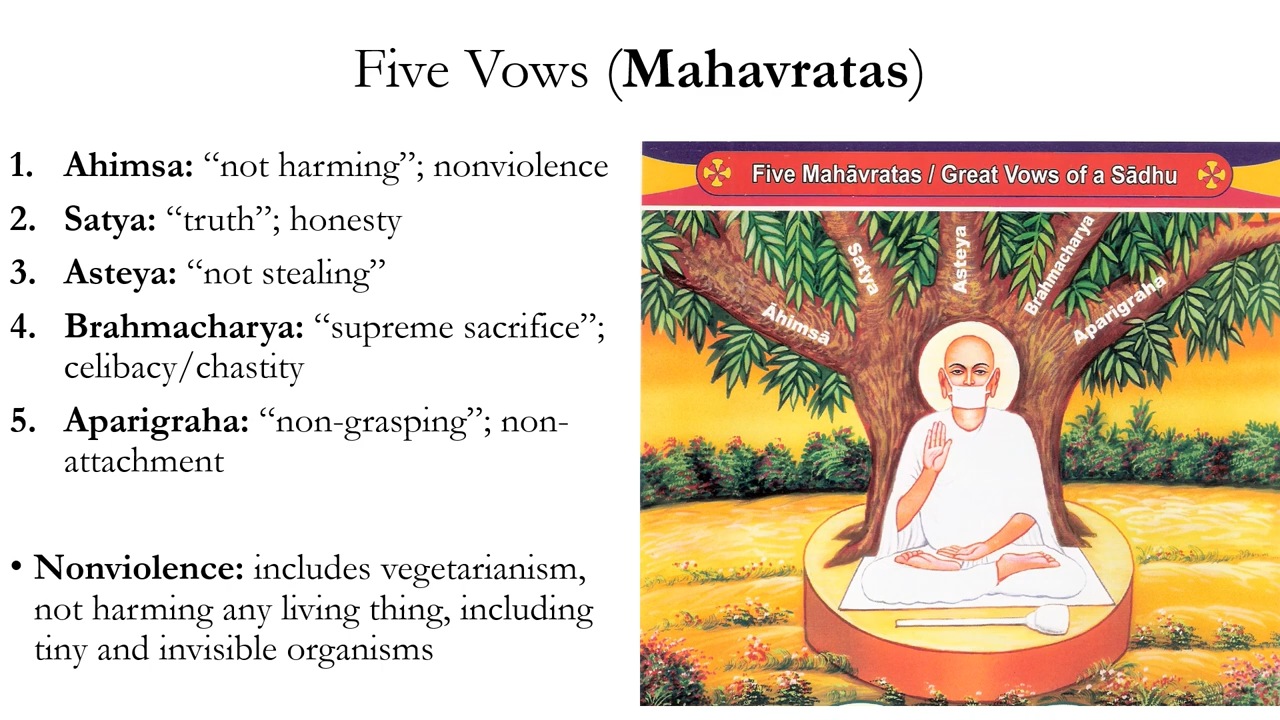 Five Vows (Mahavratas)
1. Ahimsa: “not harming”; nonviolence
2. Satya: “truth”; honesty
3. Asteya: “not stealing”
4. Brahmacharya: “supreme sacrifice”;
celibacy/chastity
5. Aparigraha: “non-grasping”; non-
attachment
• Nonviolence: includes vegetarianism,
not harming any living thing, including
tiny and invisible organisms
Five Mahāvratas / Great Vows of a Sādhu
Āhimsā
Satya
Asteya
Brahmacharya
Aparigraha